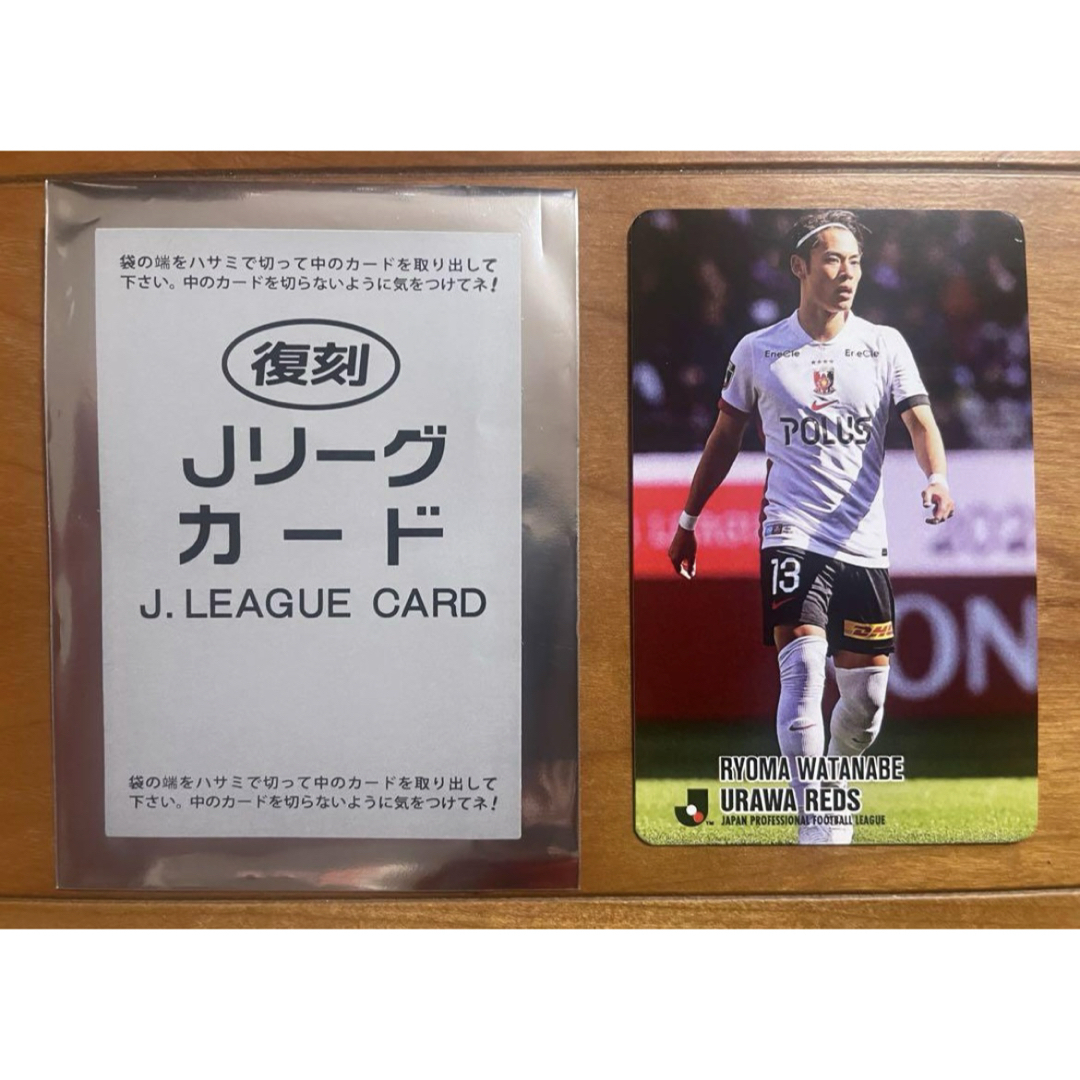 袋の端をハサミで切って中のカードを取り出して
下さい。中のカードを切らないように気をつけてネ!
復刻
Jリーグ
カード
J. LEAGUE CARD
袋の端をハサミで切って中のカードを取り出して
下さい。中のカードを切らないように気をつけてネ!
EneCle EneCle
POLUS
13
DHL
ON
RYOMA WATANABE
URAWA REDS
JAPAN PROFESSIONAL FOOTBALL LEAGUE